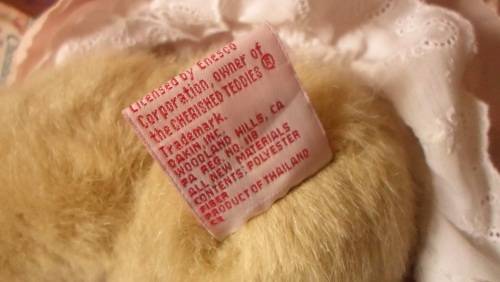 Licensed by Enesco
Corporation, owner of
the CHERISHED TEDDIES ®
Trademark.
DAKIN, INC.
WOODLAND HILLS, CA
PA REG. NO. 118
ALL NEW MATERIALS
CONTENTS: POLYESTER
FIBER
PRODUCT OF THAILAND